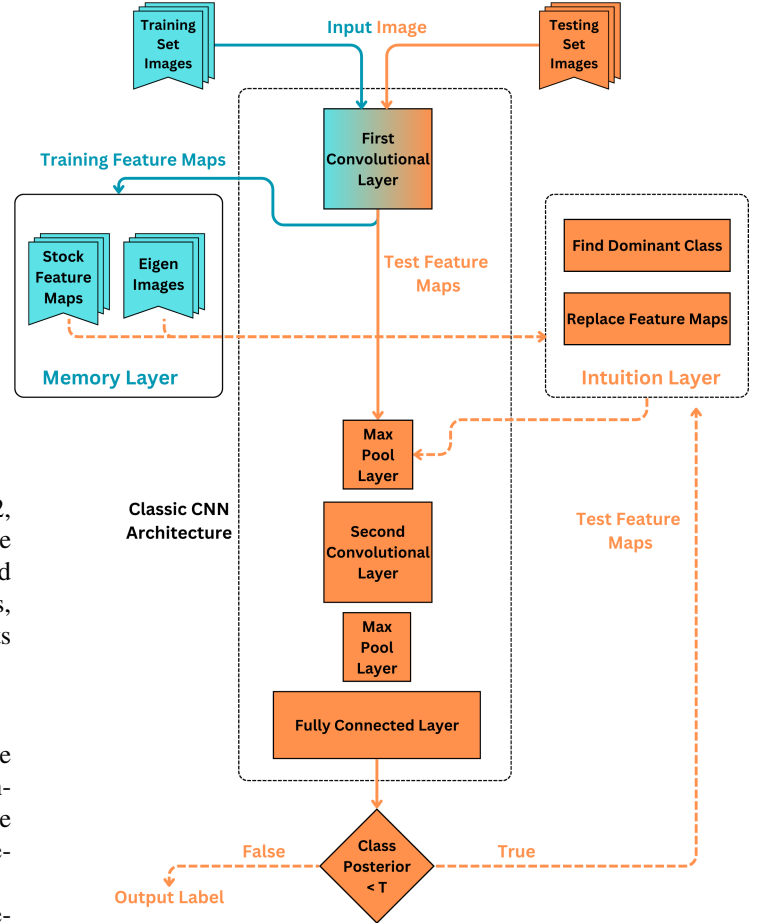 Training
Set
Images
Input Image
Testing
Set
Images
First
Convolutional
Layer
Training Feature Maps
Stock
Feature
Maps
Eigen
Images
Memory Layer
Test Feature
Maps
Find Dominant Class
Replace Feature Maps
Intuition Layer
Max
Pool
Layer
Classic CNN
Architecture
Second
Convolutional
Layer
Test Feature
Maps
Max
Pool
Layer
Fully Connected Layer
Class
Posterior
< T
False
True
Output Label